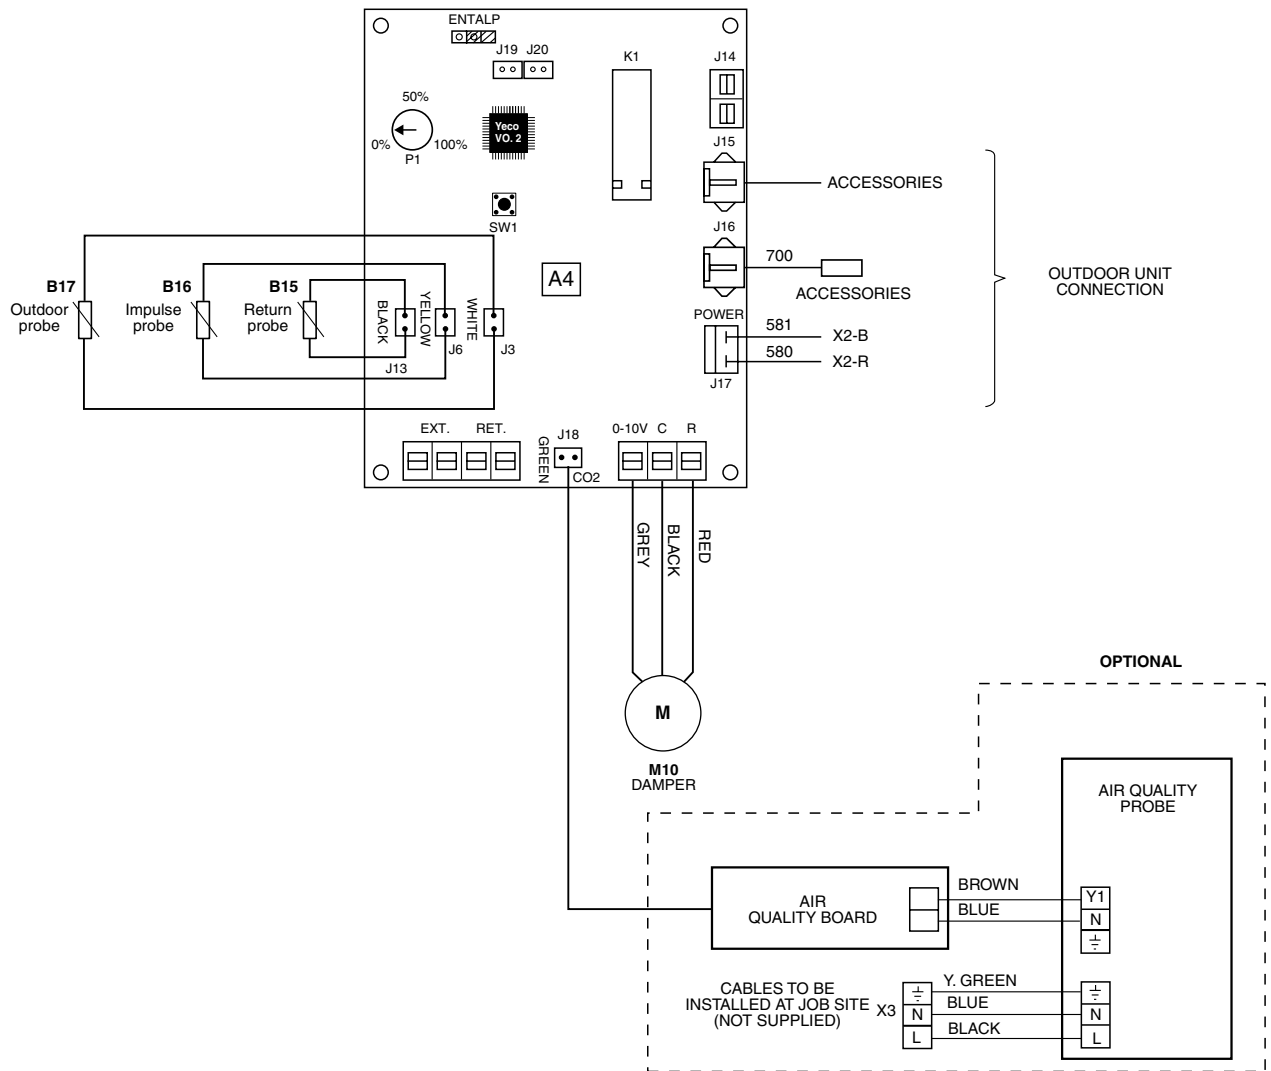 ENTALP
J19 J20
K1
J14
50%
0%
100%
P1
Yeco
VO. 2
J15
ACCESSORIES
SW1
J16
700
ACCESSORIES
A4
OUTDOOR UNIT
CONNECTION
B17
Outdoor
probe
B16
Impulse
probe
B15
Return
probe
BLACK
YELLOW
WHITE
J13
J6
J3
POWER
581
X2-B
580
X2-R
J17
EXT.
RET.
GREEN
J18
CO2
0-10V C R
GREY
BLACK
RED
M
M10
DAMPER
OPTIONAL
AIR QUALITY
PROBE
AIR
QUALITY BOARD
BROWN
BLUE
Y1
N
CABLES TO BE
INSTALLED AT JOB SITE
(NOT SUPPLIED)
X3
Y. GREEN
N
BLUE
N
L
BLACK
L